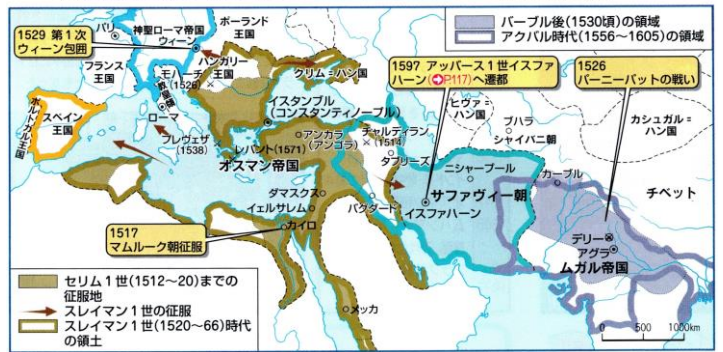 バーブル後(1530頃)の領域
アクバル時代(1556〜1605)の領域
1529 第1次
ウィーン包囲
パリ
神聖ローマ帝国
ウィーン
ポーランド
王国
フランス
王国
モハーチ
(1526)
ハンガリー
王国
クリム=ハン国
教皇領
ローマ
ポルトガル王国
スペイン
王国
プレヴェザ
(1538)
レパント(1571)
イスタンブル
(コンスタンティノープル)
アンカラ
(アンゴラ)
オスマン帝国
チャルディラン
(1514)
タブリーズ
1597 アッバース1世イスファ
ハーン(➔P117)へ遷都
1526
パーニーパットの戦い
ヒヴァ=
ハン国
ブハラ
シャイバニ朝
カシュガル=
ハン国
ニシャープール
サファヴィー朝
イスファハーン
カーブル
チベット
ダマスクス
イェルサレム
バグダード
カイロ
1517
マムルーク朝征服
デリー
アグラ
ムガル帝国
メッカ
セリム1世(1512〜20)までの
征服地
スレイマン1世の征服
スレイマン1世(1520〜66)時代
の領土
0 500 1000km